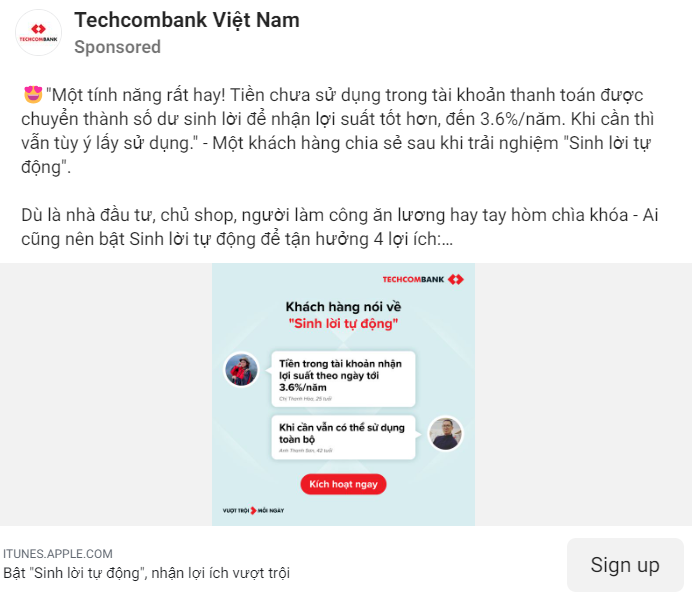 Techcombank Việt Nam
Sponsored
😍"Một tính năng rất hay! Tiền chưa sử dụng trong tài khoản thanh toán được
chuyển thành số dư sinh lời để nhận lợi suất tốt hơn, đến 3.6%/năm. Khi cần thì
vẫn tùy ý lấy sử dụng." - Một khách hàng chia sẻ sau khi trải nghiệm "Sinh lời tự
động".
Dù là nhà đầu tư, chủ shop, người làm công ăn lương hay tay hòm chìa khóa - Ai
cũng nên bật Sinh lời tự động để tận hưởng 4 lợi ích:...
TECHCOMBANK
Khách hàng nói về
"Sinh lời tự động"
Tiền trong tài khoản nhận
lợi suất theo ngày tới
3.6%/năm
Chị Thanh Hòa, 25 tuổi
Khi cần vẫn có thể sử dụng
toàn bộ
Anh Thanh Sơn, 42 tuổi
Kích hoạt ngay
VƯỢT TRỘI MỖI NGÀY
ITUNES.APPLE.COM
Bật "Sinh lời tự động", nhận lợi ích vượt trội
Sign up